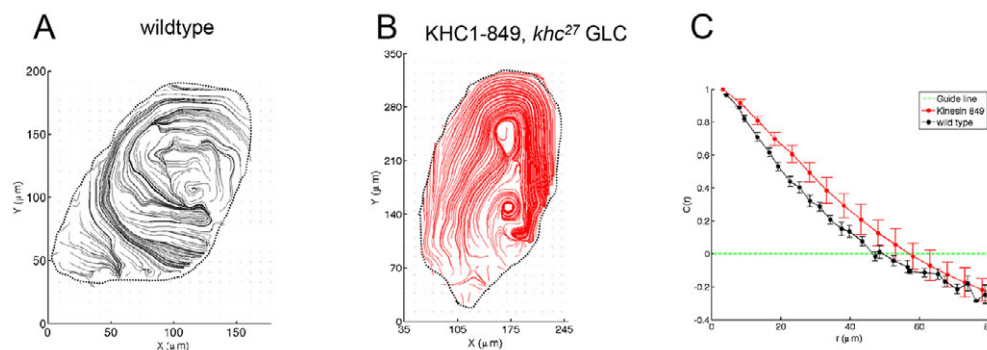 A
wildtype
200
150
100
50
0
Y (μm)
0 50 100 150
X (μm)
B
KHC1-849, khc27 GLC
350
280
210
140
70
0
Y (μm)
35 105 175 245
X (μm)
C
1
0.8
0.6
0.4
0.2
0
-0.2
-0.4
C(r)
0 20 40 60 80
r (μm)
Guide line
Kinesin 849
wild type